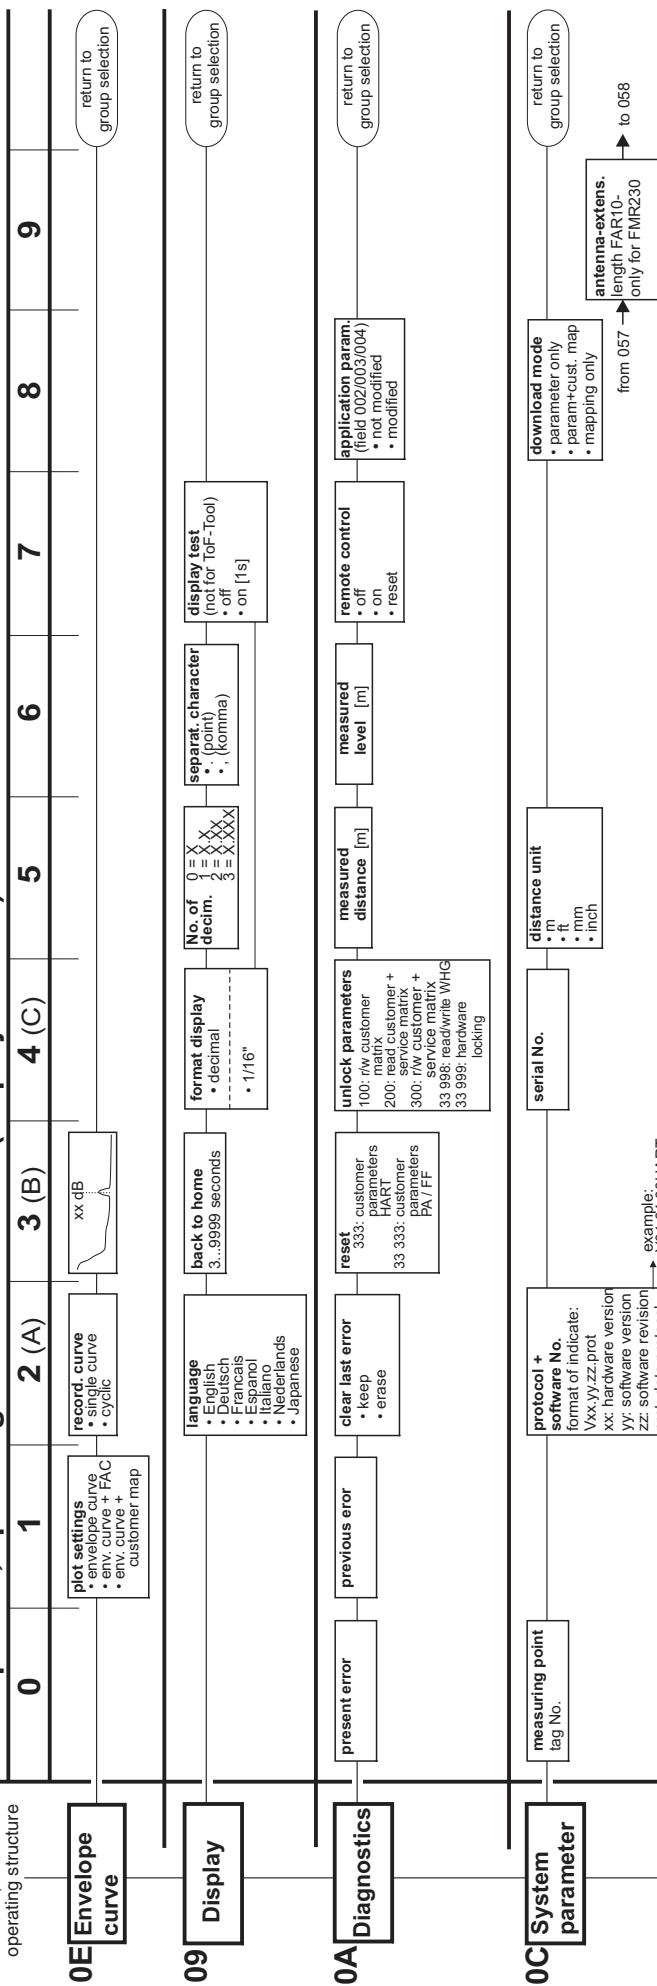 operating structure
0
1
2 (A)
3 (B)
4 (C)
5
6
7
8
9
0E Envelope
curve
plot settings
• envelope curve
• env. curve + FAC
• env. curve +
customer map
record. curve
• single curve
• cyclic
xx dB
return to
group selection
09 Display
language
• English
• Deutsch
• Francais
• Espanol
• Italiano
• Nederlands
• Japanese
back to home
3...9999 seconds
format display
• decimal
• 1/16"
No. of
decim.
0 = X
1 = X.X
2 = X.XX
3 = X.XXX
separat. character
• . (point)
• , (komma)
display test
(not for ToF-Tool)
• off
• on [1s]
return to
group selection
0A Diagnostics
present error
previous erorr
clear last error
• keep
• erase
reset
333: customer
parameters
HART
33 333: customer
parameters
PA / FF
unlock parameters
100: r/w customer
matrix
200: read customer +
service matrix
300: r/w customer +
service matrix
33 998: read/write WHG
33 999: hardware
locking
measured
distance [m]
measured
level [m]
remote control
• off
• on
• reset
application param.
(field 002/003/004)
• not modified
• modified
return to
group selection
0C System
parameter
measuring point
tag No.
protocol +
software No.
format of indicate:
Vxx.yy.zz.prot
xx: hardware version
yy: software version
zz: software revision
example:
serial No.
distance unit
• m
• ft
• mm
• inch
download mode
• parameter only
• param+cust. map
• mapping only
return to
group selection
from 057
antenna-extens.
length FAR10-
only for FMR230
to 058